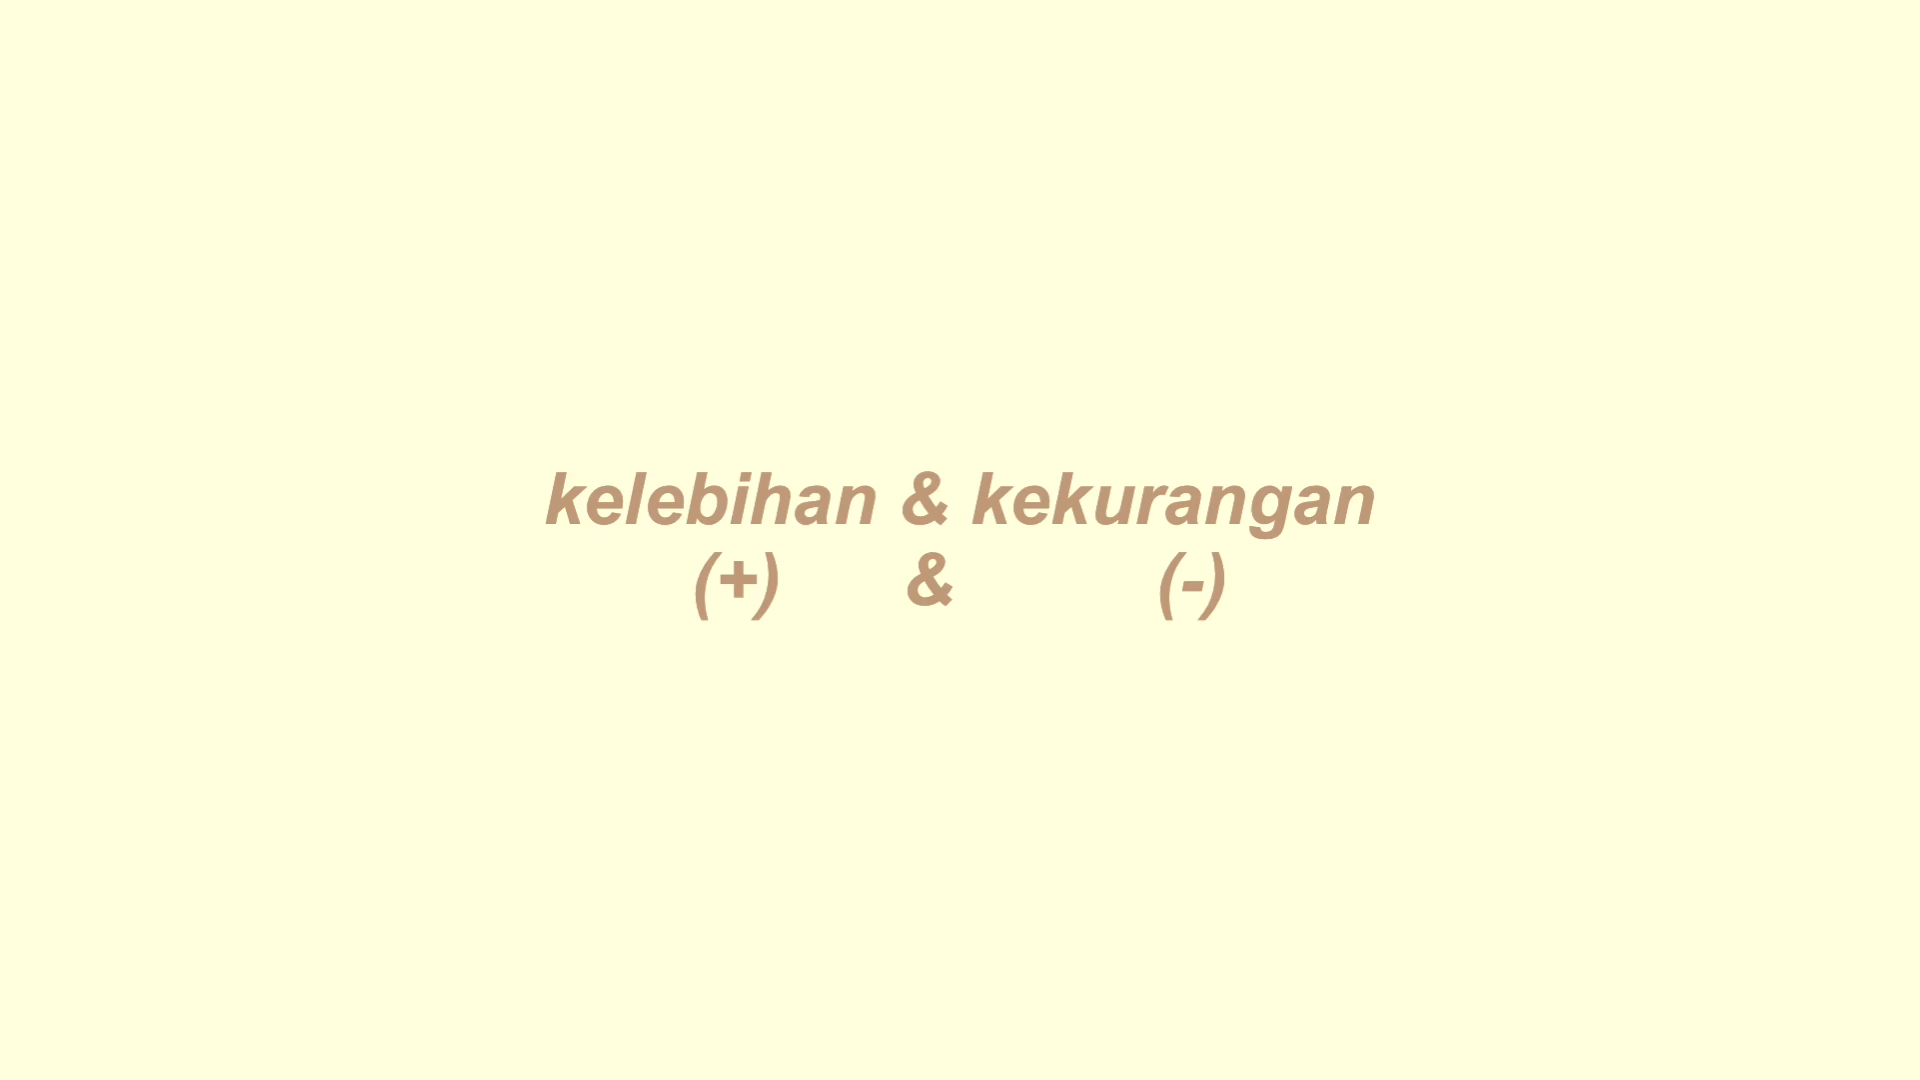 kelebihan & kekurangan
(+) & (-)